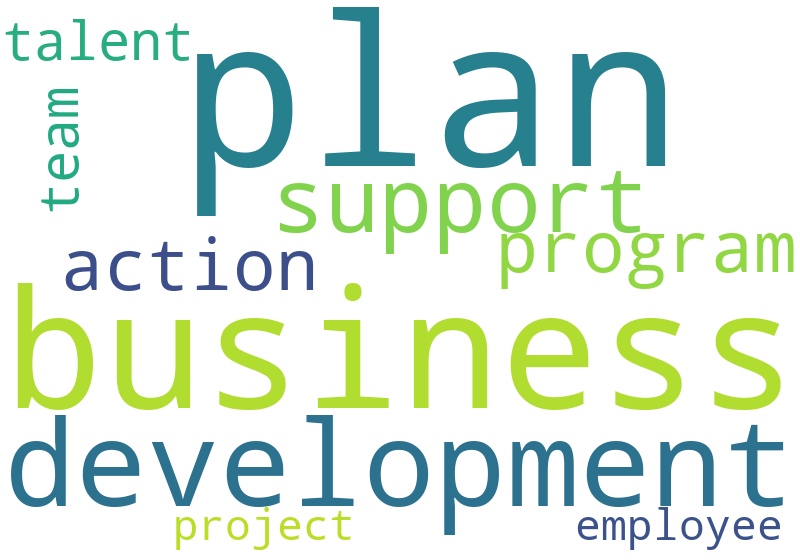 talent
plan
team
support
program
action
business
development
project
employee